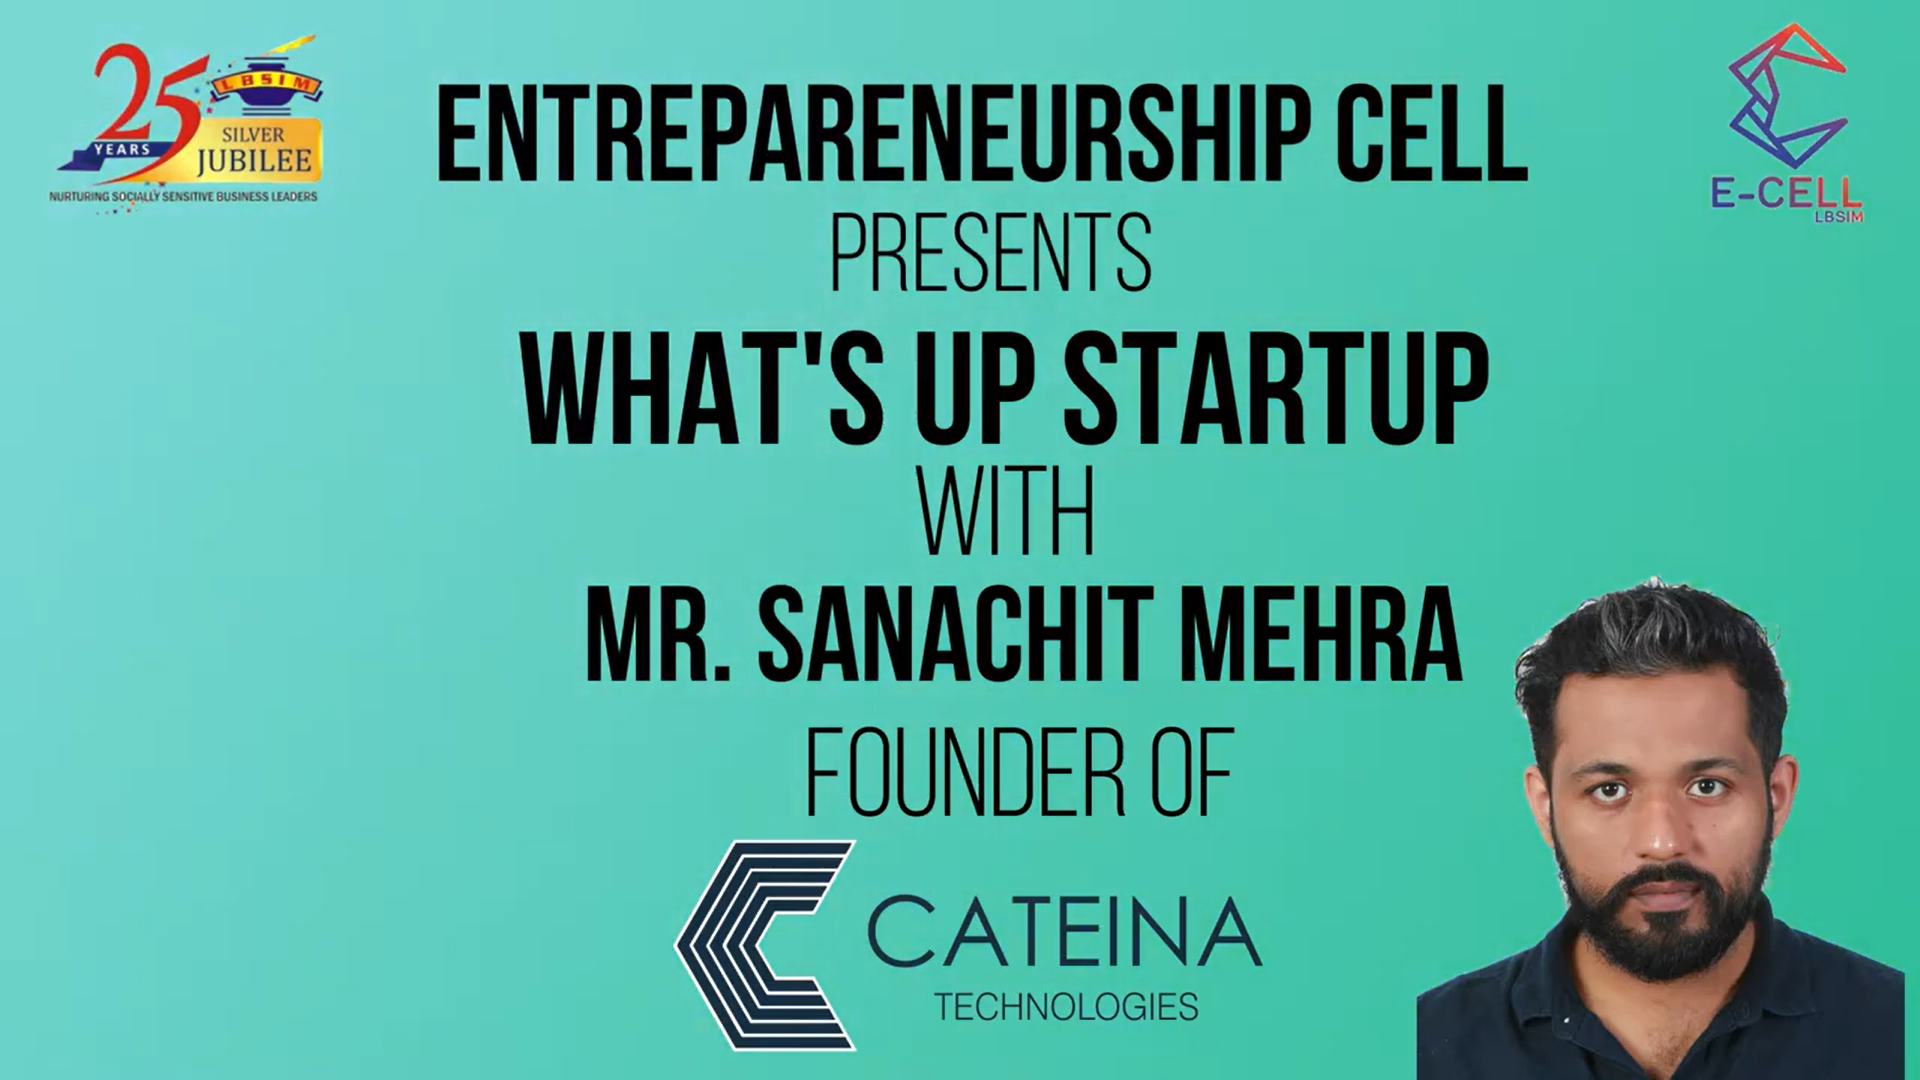 25
YEARS
LBSIM
SILVER
JUBILEE
NURTURING SOCIALLY SENSITIVE BUSINESS LEADERS
ENTREPARENEURSHIP CELL
PRESENTS
WHAT'S UP STARTUP
WITH
MR. SANACHIT MEHRA
FOUNDER OF
CATEINA
TECHNOLOGIES
E-CELL
LBSIM